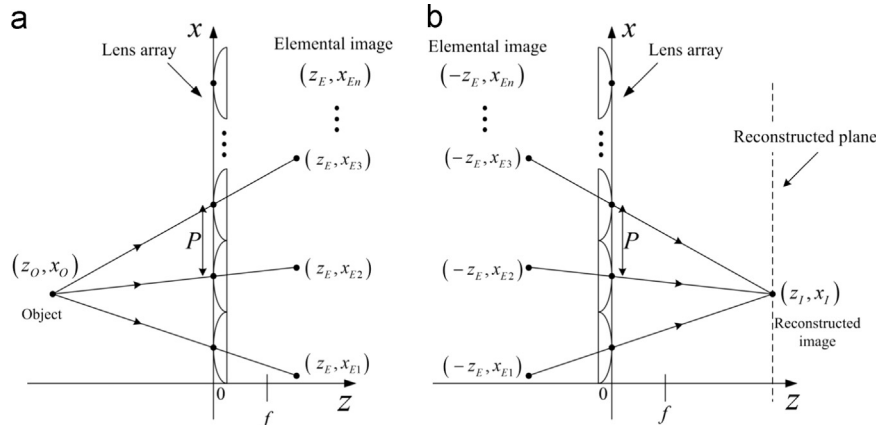 a
x
Lens array
Elemental image
(z_E, x_En)
(z_E, x_E3)
P
(z_O, x_O)
(z_E, x_E2)
Object
(z_E, x_E1)
0
f
z
b
Elemental image
x
Lens array
(-z_E, x_En)
Reconstructed plane
(-z_E, x_E3)
P
(-z_E, x_E2)
(z_I, x_I)
Reconstructed
image
(-z_E, x_E1)
0
f
z